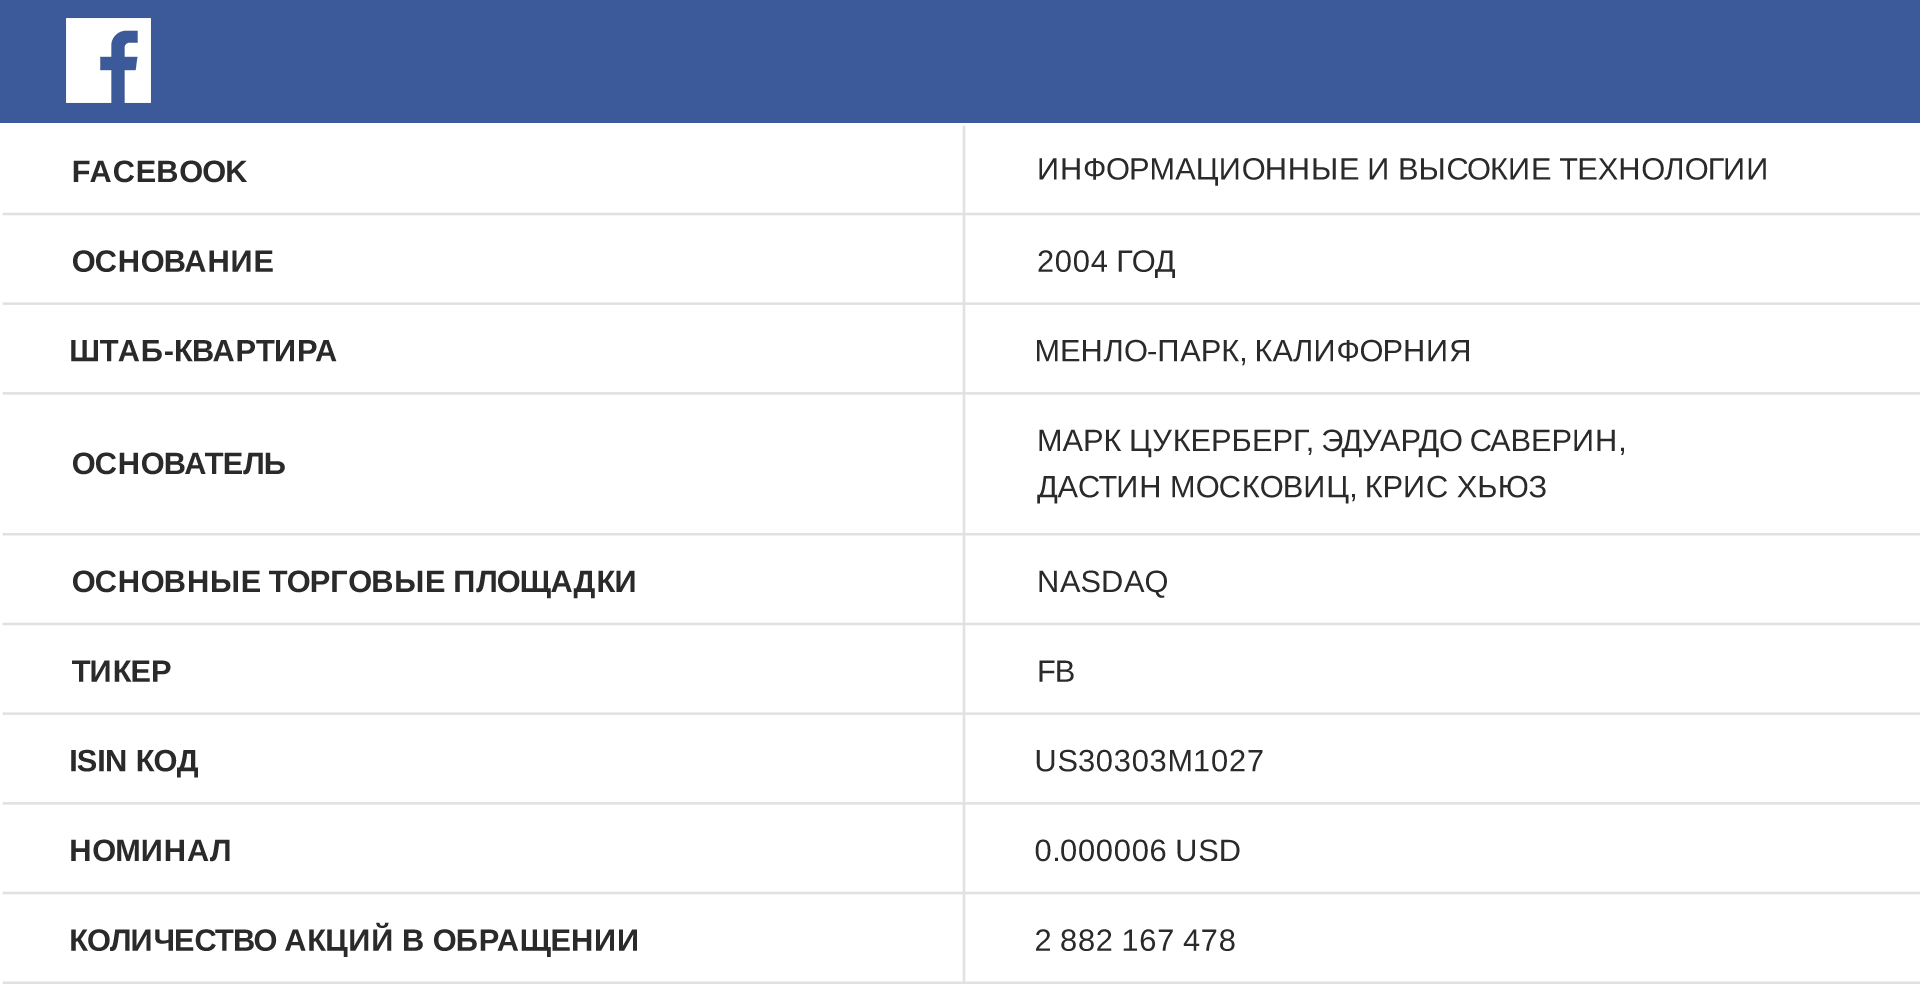 f
FACEBOOK
ИНФОРМАЦИОННЫЕ И ВЫСОКИЕ ТЕХНОЛОГИИ
ОСНОВАНИЕ
2004 ГОД
ШТАБ-КВАРТИРА
МЕНЛО-ПАРК, КАЛИФОРНИЯ
ОСНОВАТЕЛЬ
МАРК ЦУКЕРБЕРГ, ЭДУАРДО САВЕРИН,
ДАСТИН МОСКОВИЦ, КРИС ХЬЮЗ
ОСНОВНЫЕ ТОРГОВЫЕ ПЛОЩАДКИ
NASDAQ
ТИКЕР
FB
ISIN КОД
US30303M1027
НОМИНАЛ
0.000006 USD
КОЛИЧЕСТВО АКЦИЙ В ОБРАЩЕНИИ
2 882 167 478